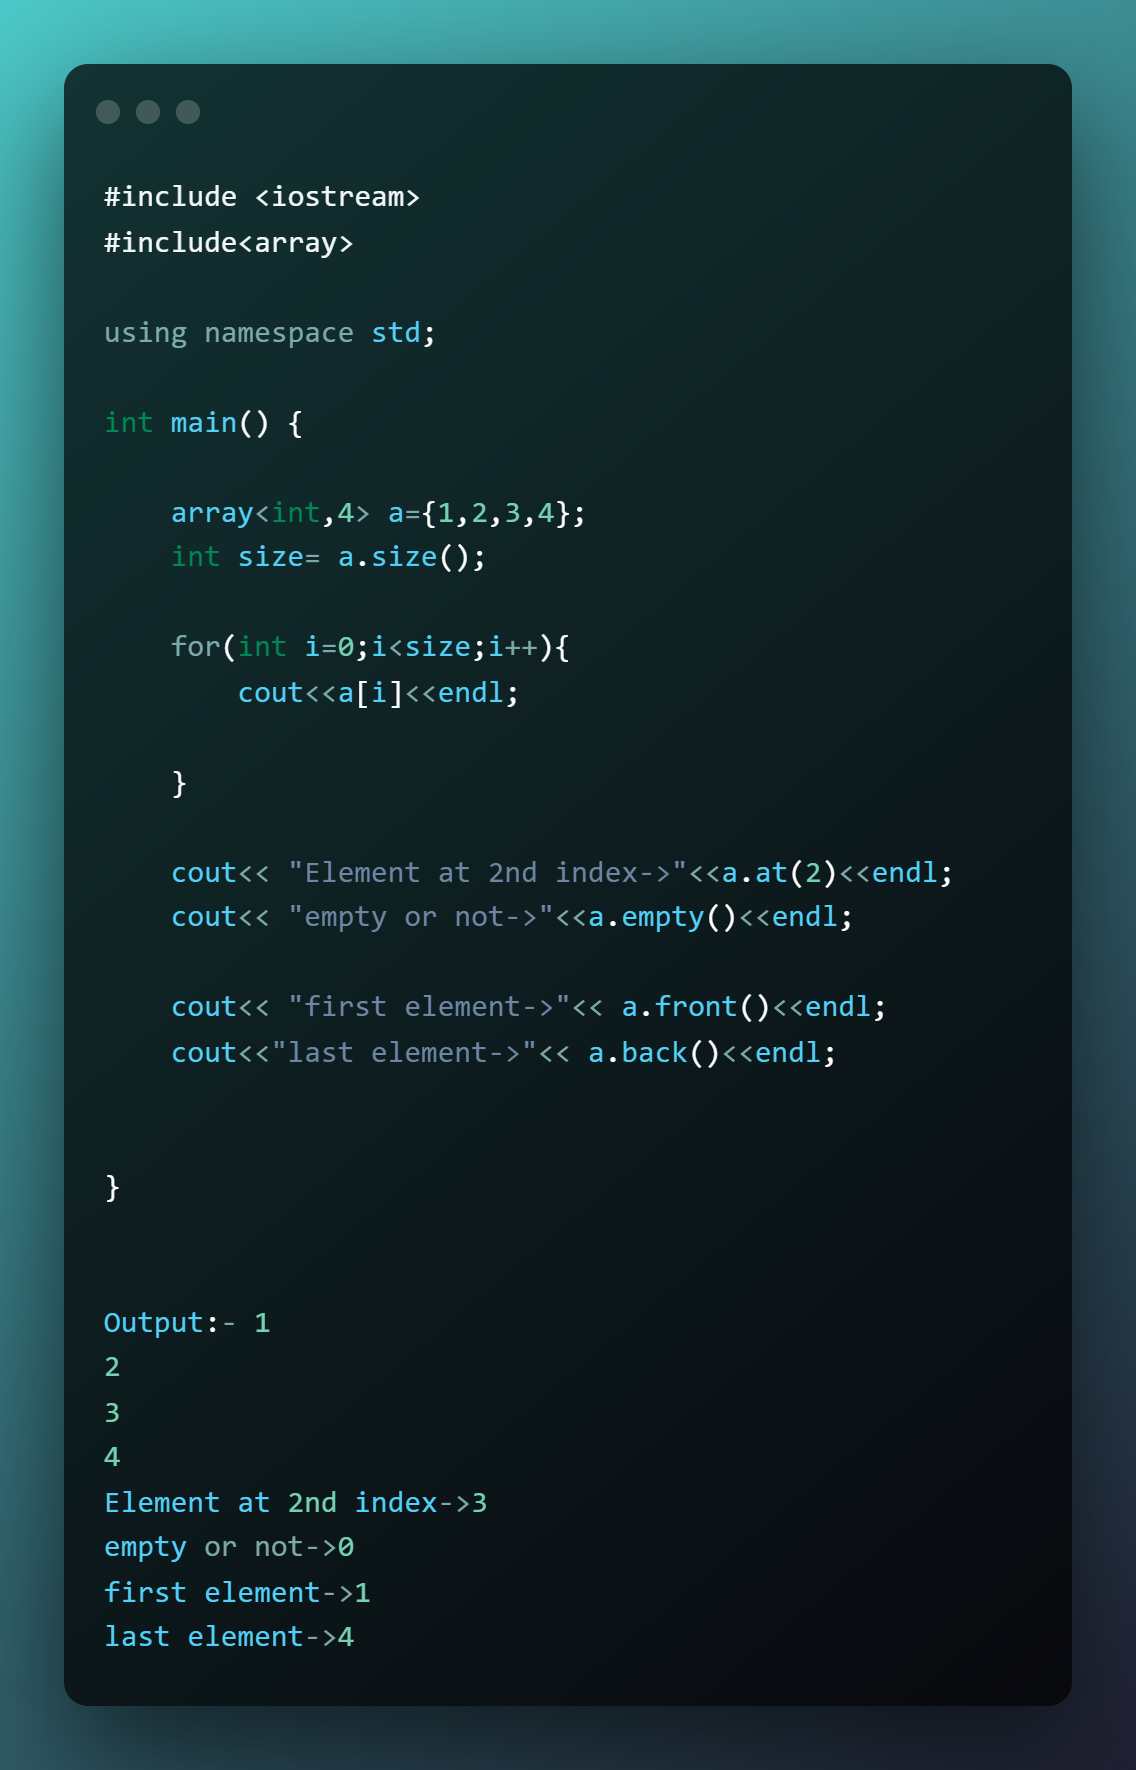 #include <iostream>
#include<array>
using namespace std;
int main() {
    array<int,4> a={1,2,3,4};
    int size= a.size();
    for(int i=0;i<size;i++){
        cout<<a[i]<<endl;
    }
    cout<< "Element at 2nd index->"<<a.at(2)<<endl;
    cout<< "empty or not->"<<a.empty()<<endl;
    cout<< "first element->"<< a.front()<<endl;
    cout<<"last element->"<< a.back()<<endl;
}
Output:- 1
2
3
4
Element at 2nd index->3
empty or not->0
first element->1
last element->4